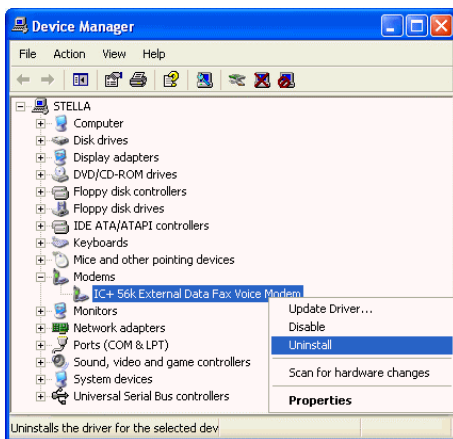 Device Manager
File Action View Help
STELLA
Computer
Disk drives
Display adapters
DVD/CD-ROM drives
Floppy disk controllers
Floppy disk drives
IDE ATA/ATAPI controllers
Keyboards
Mice and other pointing devices
Modems
IC+ 56k External Data Fax Voice Modem
Monitors
Network adapters
Ports (COM & LPT)
Sound, video and game controllers
System devices
Universal Serial Bus controllers
Update Driver...
Disable
Uninstall
Scan for hardware changes
Properties
Uninstalls the driver for the selected dev